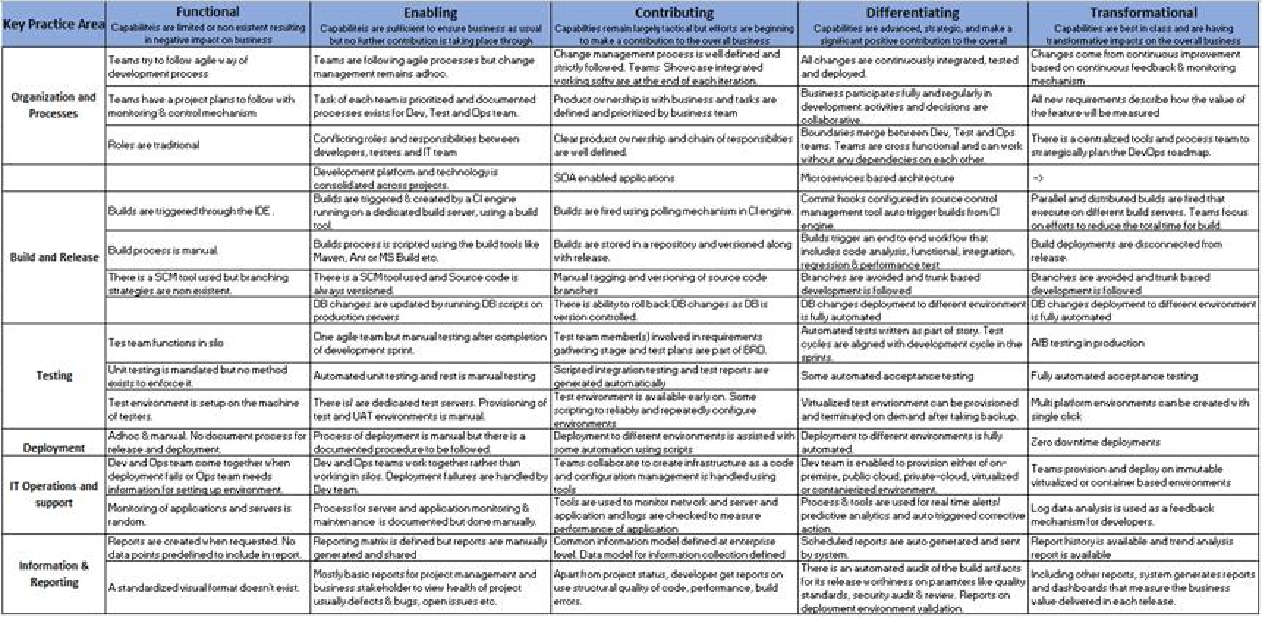 Key Practice Area
Functional
Capabilities are limited or non existent resulting
in negative impact on business
Enabling
Capabilities are sufficient to ensure business as usual
but no further contribution is taking place through
Contributing
Capabilities remain largely tactical but efforts are beginning
to make a contribution to the overall business
Differentiating
Capabilities are advanced, strategic, and make a
significant positive contribution to the overall
Transformational
Capabilities are best in class and are having
transformative impacts on the overall business
Organization and
Processes
Teams try to follow agile way of
development process
Teams are following agile processes but change
management remains adhoc.
Change management process is well defined and
strictly followed. Teams Showcase integrated
working software at the end of each iteration.
All changes are continuously integrated, tested
and deployed.
Changes come from continuous improvement
based on continuous feedback & monitoring
mechanism
Teams have a project plans to follow with
monitoring & control mechanism
Task of each team is prioritized and documented
processes exist for Dev, Test and Ops team.
Product ownership is with business and tasks are
defined and prioritized by business team
Business participates fully and regularly in
development activities and decisions are
collaborative.
All new requirements describe how the value of
the feature will be measured
Roles are traditional
Conflicting roles and responsibilities between
developers, testers and IT team
Clear product ownership and chain of responsibilties
are well defined.
Boundaries merge between Dev, Test and Ops
teams. Teams are cross functional and can work
without any dependecies on each other.
There is a centralized tools and process team to
strategically plan the DevOps roadmap.
Development platform and technology is
consolidated across projects.
SOA enabled applications
Microservices based architecture
->
Build and Release
Builds are triggered through the IDE .
Builds are triggered & created by a CI engine
running on a dedicated build server, using a build
tool.
Builds are fired using polling mechanism in CI engine.
Commit hooks configured in source control
management tool auto trigger builds from CI
engine.
Parallel and distributed builds are fired that
execute on different build servers. Teams focus
on efforts to reduce the total time for build.
Build process is manual.
Builds process is scripted using the build tools like
Maven, Ant or MS Build etc.
Builds are stored in a repository and versioned along
with release.
Builds trigger an end to end workflow that
includes code analysis, functional, integration,
regression & performance test
Build deployments are disconnected from
release.
There is a SCM tool used but branching
strategies are non existent.
There is a SCM tool used and Source code is
always versioned.
Manual tagging and versioning of source code
branches
Branches are avoided and trunk based
development is followed
Branches are avoided and trunk based
development is followed
DB changes are updated by running DB scripts on
production servers
There is ability to roll back DB changes as DB is
version controlled.
DB changes deployment to different environment
is fully automated
DB changes deployment to different environment
is fully automated
Testing
Tes team functions in silo
One agile team but manual testing after completion
of development sprint.
Test team member(s) involved in requirements
gathering stage and test plans are part of BRD.
Automated tests written as part of story. Test
cycles are aligned with development cycle in the
sprints.
A/B testing in production
Unit testing is mandated but no method
exists to enforce it.
Automated unit testing and rest is manual testing
Scripted integration testing and test reports are
generated automatically
Some automated acceptance testing
Fully automated acceptance testing
Test environment is setup on the machine
of testers.
There is/ are dedicated test servers. Provisioning of
test and UAT environments is manual.
Test environment is available early on. Some
scripting to reliably and repeatedly configure
environments
Virtualized test environment can be provisioned
and terminated on demand after taking backup.
Multi platform environments can be created with
single click
Deployment
Adhoc & manual. No document process for
release and deployment.
Process of deployment is manual but there is a
documented procedure to be followed.
Deployment to different environments is assisted with
some automation using scripts
Deployment to different environments is fully
automated.
Zero downtime deployments
IT Operations and
support
Dev and Ops team come together when
deployment fails or Ops team needs
information for setting up environment.
Dev and Ops teams work together rather than
working in silos. Deployment failures are handled by
Dev team.
Teams collaborate to create infrastructure as a code
and configuration management is handled using
tools
Dev team is enabled to provision either of on-
premise, public cloud, private-cloud, virtualized
or contanierized environment.
Teams provision and deploy on immutable
virtualized or container based environments
Monitoring of applications and servers is
random.
Process for server and application monitoring &
maintenance is documented but done manually.
Tools are used to monitor network and server and
application and logs are checked to measure
performance of application.
Process & tools are used for real time alerts/
predictive analytics and auto triggered corrective
action.
Log data analysis is used as a feedback
mechanism for developers.
Information &
Reporting
Reports are created when requested. No
data points predefined to include in report.
Reporting matrix is defined but reports are manually
generated and shared
Common information model defined at enterprise
level. Data model for information collection defined
Scheduled reports are auto generated and sent
by system.
Report history is available and trend analysis
report is available
A standardized visual format doesn't exist.
Mostly basic reports for project management and
business stakeholder to view health of project
usually defects & bugs, open issues etc.
Apart from project status, developer get reports on
use structural quality of code, performance, build
errors.
There is an automated audit of the build artifacts
for its release worthiness on paramters like quality
standards, security audit & review. Reports on
deployment environment validation.
Including other reports, system generates reports
and dashboards that measure the business
value delivered in each release.